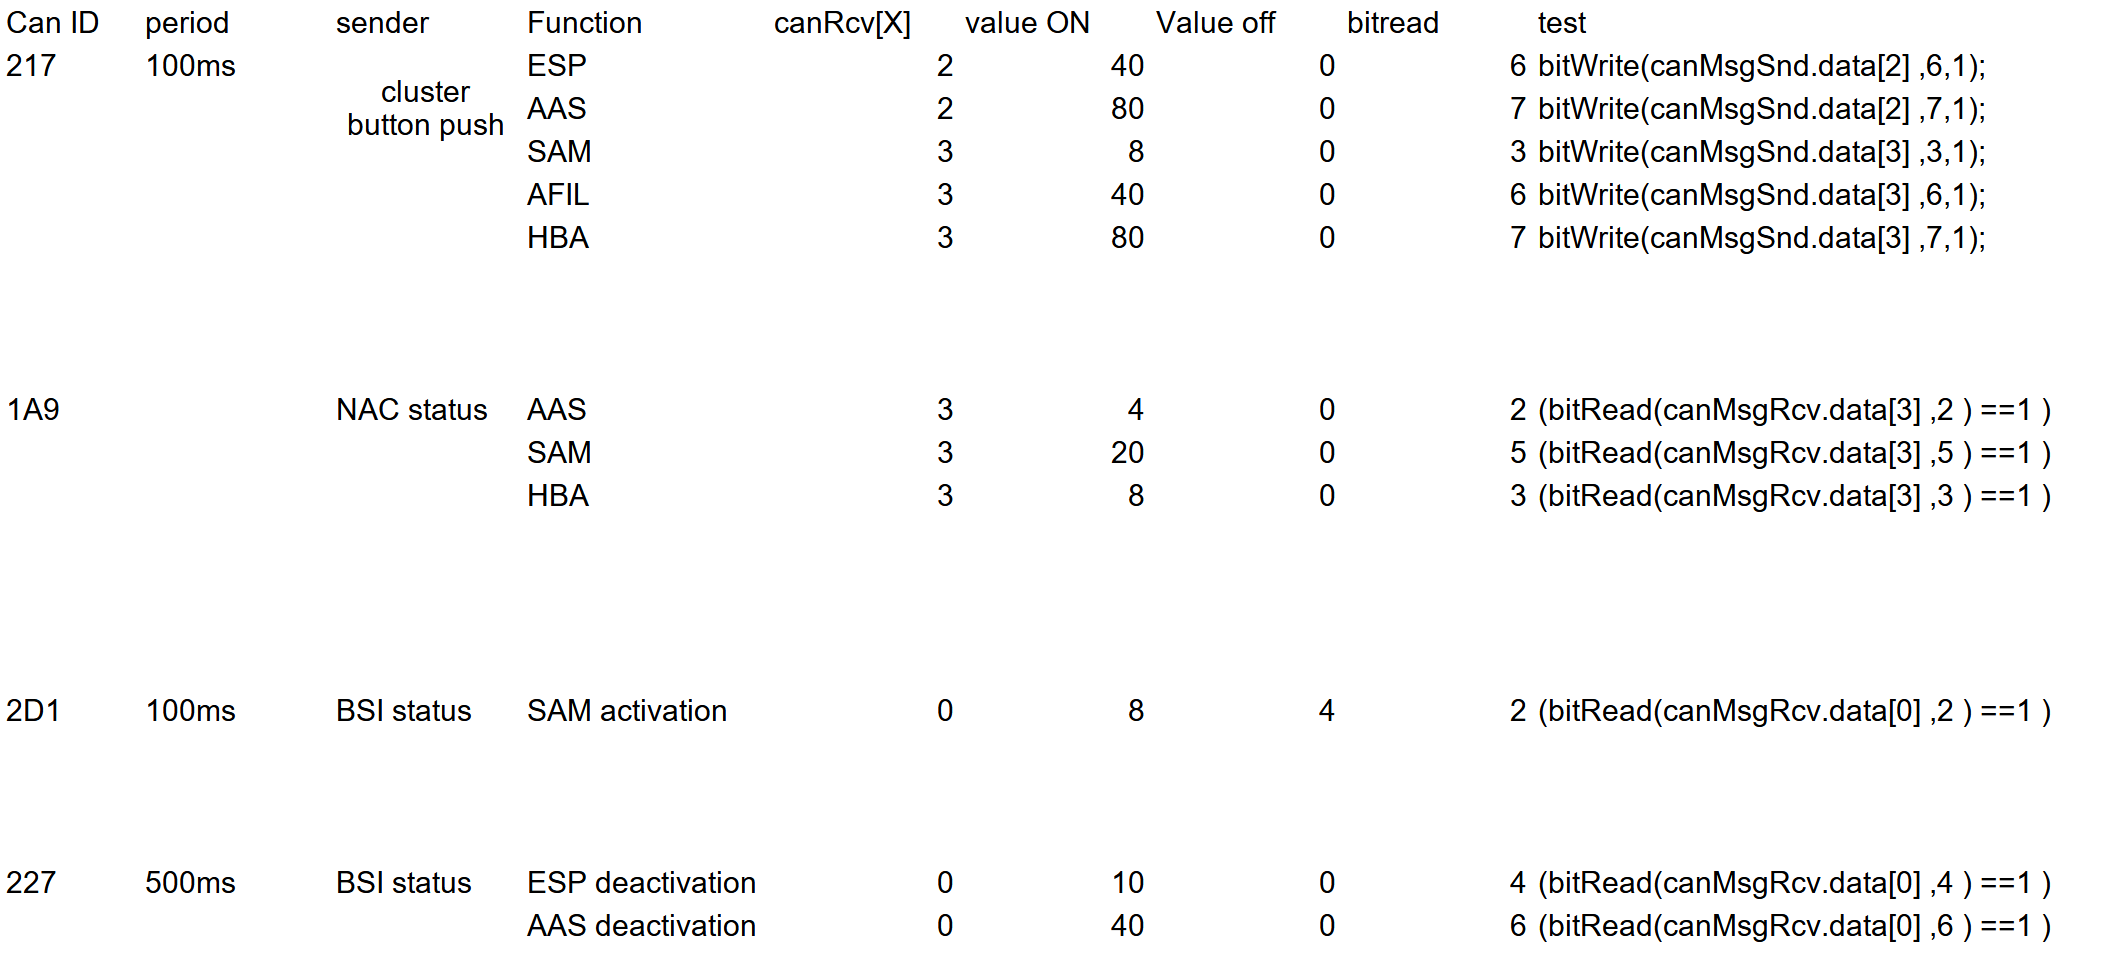 Can ID period sender Function canRcv[X] value ON Value off bitread test
217 100ms cluster button push ESP 2 40 0 6 bitWrite(canMsgSnd.data[2] ,6,1);
AAS 2 80 0 7 bitWrite(canMsgSnd.data[2] ,7,1);
SAM 3 8 0 3 bitWrite(canMsgSnd.data[3] ,3,1);
AFIL 3 40 0 6 bitWrite(canMsgSnd.data[3] ,6,1);
HBA 3 80 0 7 bitWrite(canMsgSnd.data[3] ,7,1);
1A9 NAC status AAS 3 4 0 2 (bitRead(canMsgRcv.data[3] ,2 ) ==1 )
SAM 3 20 0 5 (bitRead(canMsgRcv.data[3] ,5 ) ==1 )
HBA 3 8 0 3 (bitRead(canMsgRcv.data[3] ,3 ) ==1 )
2D1 100ms BSI status SAM activation 0 8 4 2 (bitRead(canMsgRcv.data[0] ,2 ) ==1 )
227 500ms BSI status ESP deactivation 0 10 0 4 (bitRead(canMsgRcv.data[0] ,4 ) ==1 )
AAS deactivation 0 40 0 6 (bitRead(canMsgRcv.data[0] ,6 ) ==1 )